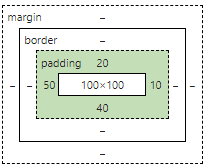 margin –
border –
padding 20
– – 50 100×100 10 – –
40
–
–